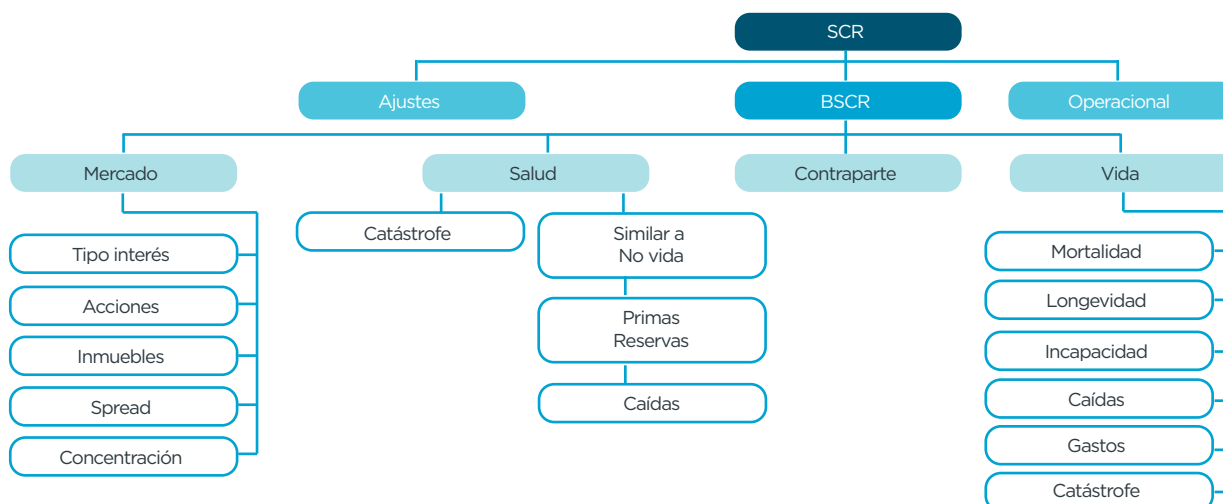 SCR
Ajustes
BSCR
Operacional
Mercado
Salud
Contraparte
Vida
Tipo interés
Acciones
Inmuebles
Spread
Concentración
Catástrofe
Similar a
No vida
Primas
Reservas
Caídas
Mortalidad
Longevidad
Incapacidad
Caídas
Gastos
Catástrofe